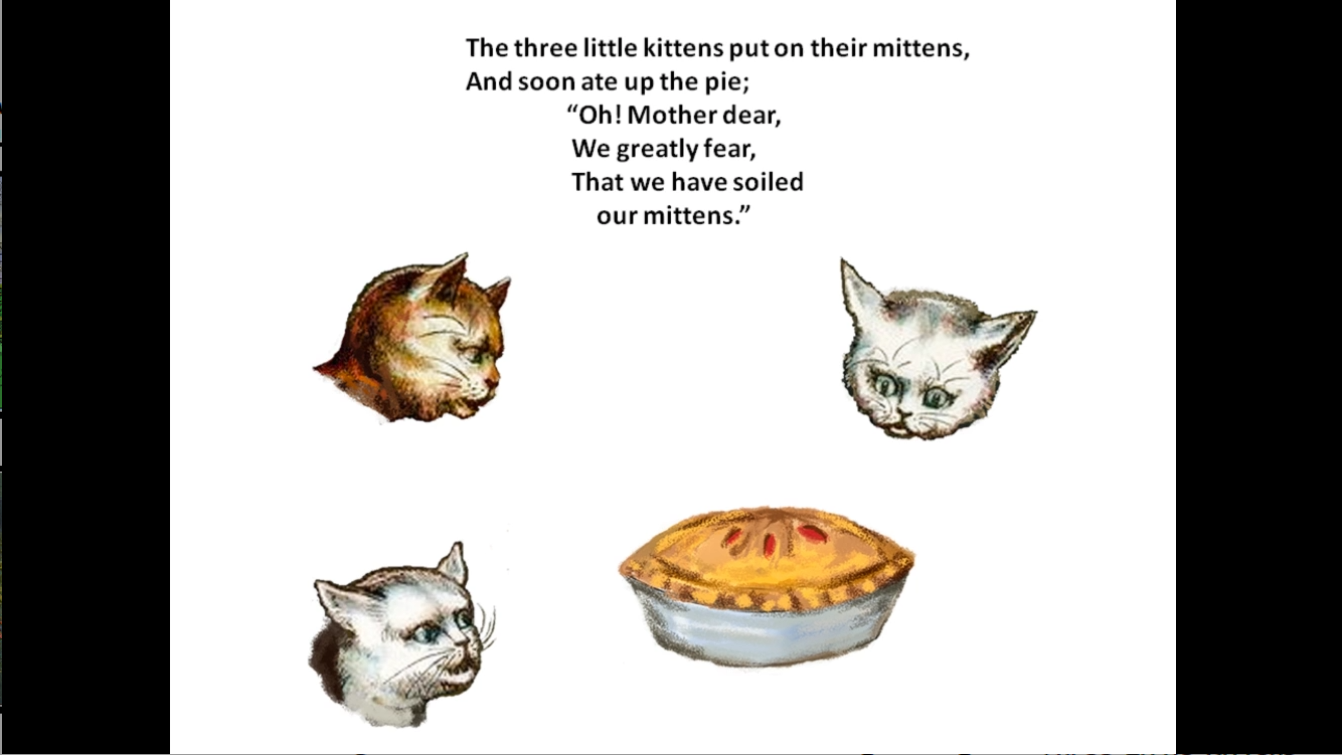 The three little kittens put on their mittens,
And soon ate up the pie;
“Oh! Mother dear,
We greatly fear,
That we have soiled
our mittens.”